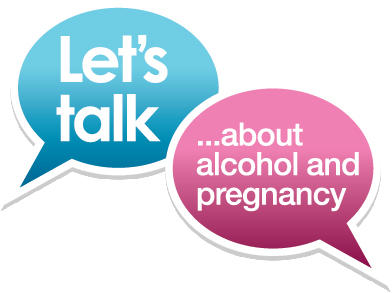 Let's
talk
...about
alcohol and
pregnancy